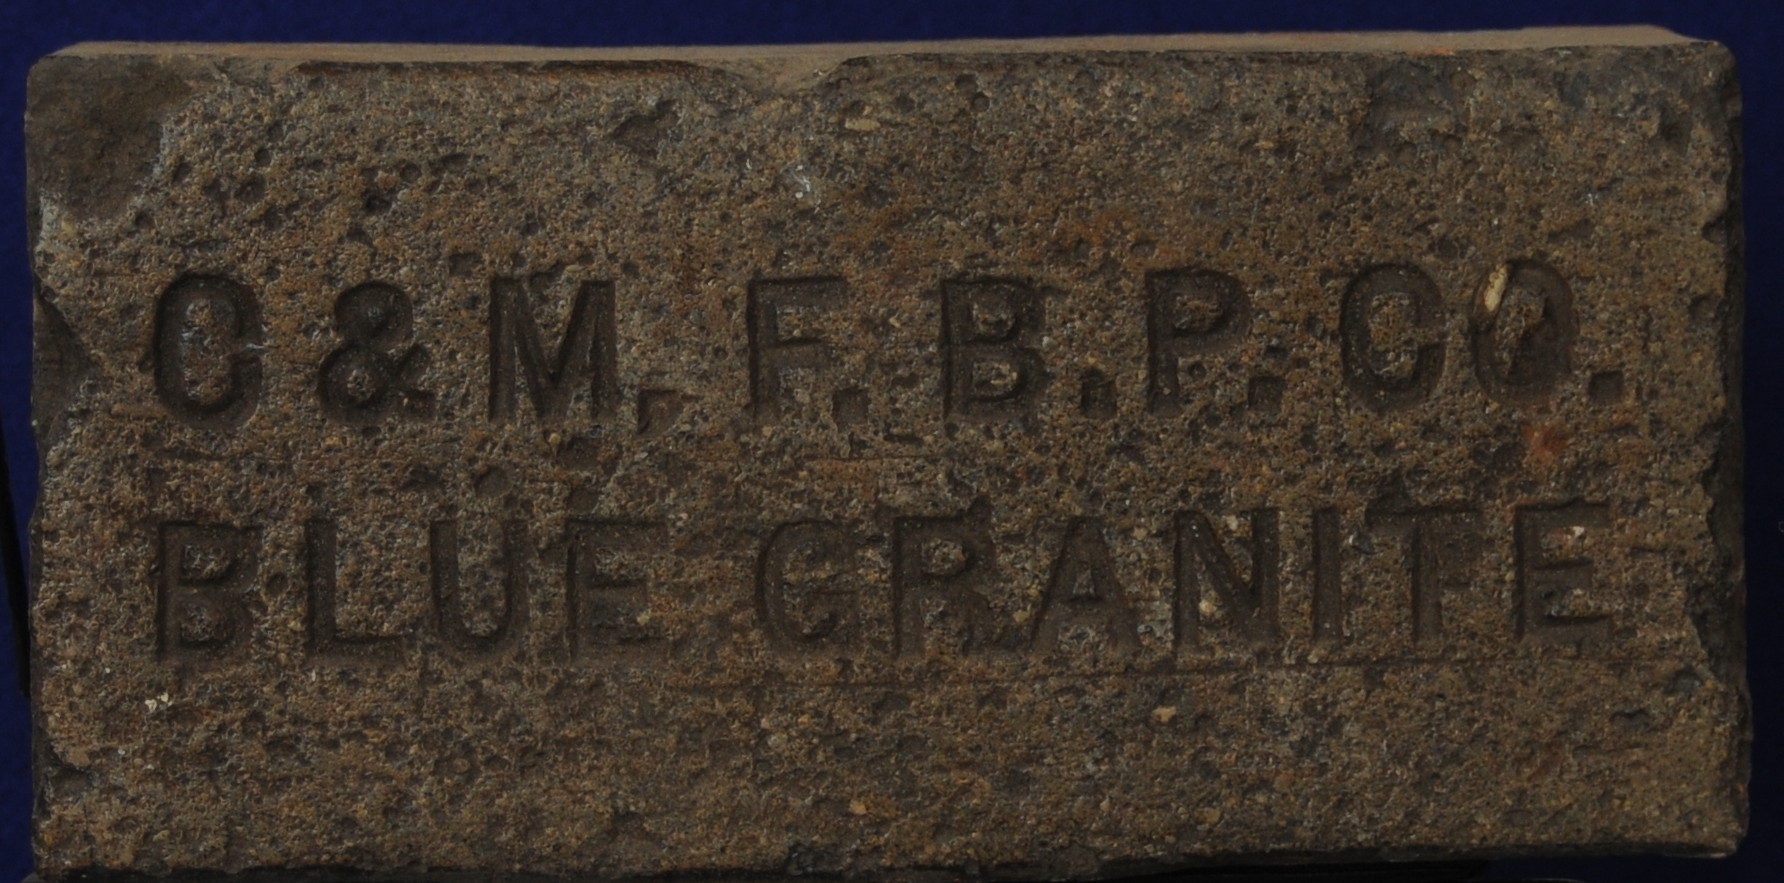 C & M. F. B. P. CO.
BLUE GRANITE